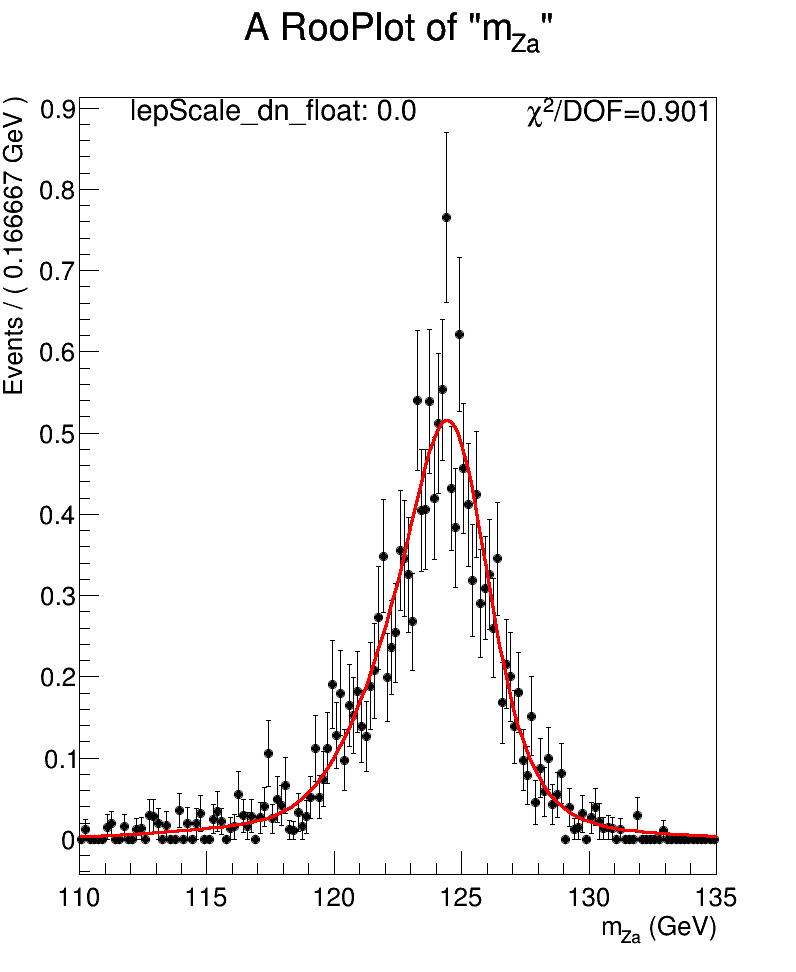 A RooPlot of "mZa"
lepScale_dn_float: 0.0
χ²/DOF=0.901
Events / ( 0.166667 GeV )
0.9
0.8
0.7
0.6
0.5
0.4
0.3
0.2
0.1
0
110 115 120 125 130 135
mZa (GeV)